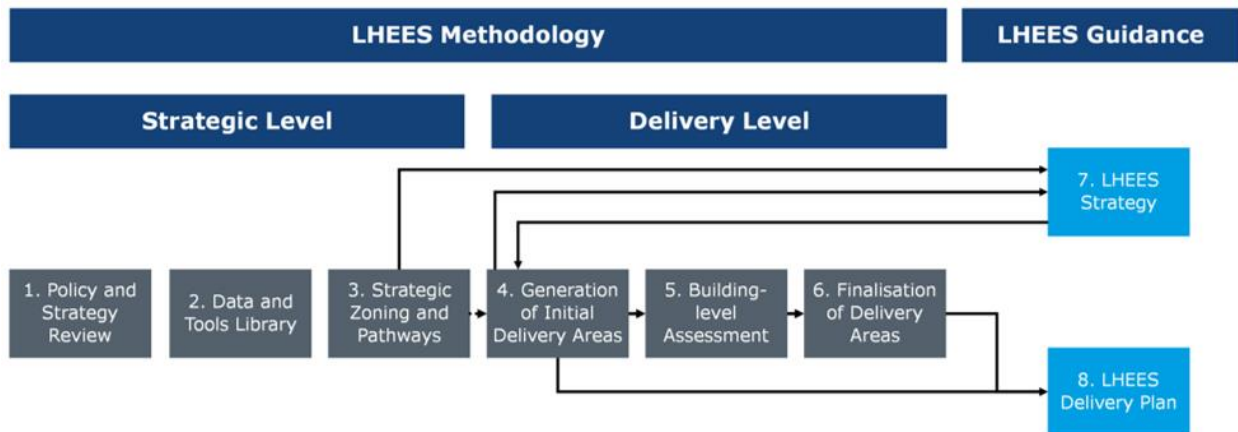 LHEES Methodology
LHEES Guidance
Strategic Level
Delivery Level
7. LHEES
Strategy
1. Policy and
Strategy
Review
2. Data and
Tools Library
3. Strategic
Zoning and
Pathways
4. Generation
of Initial
Delivery Areas
5. Building-
level
Assessment
6. Finalisation
of Delivery
Areas
8. LHEES
Delivery Plan